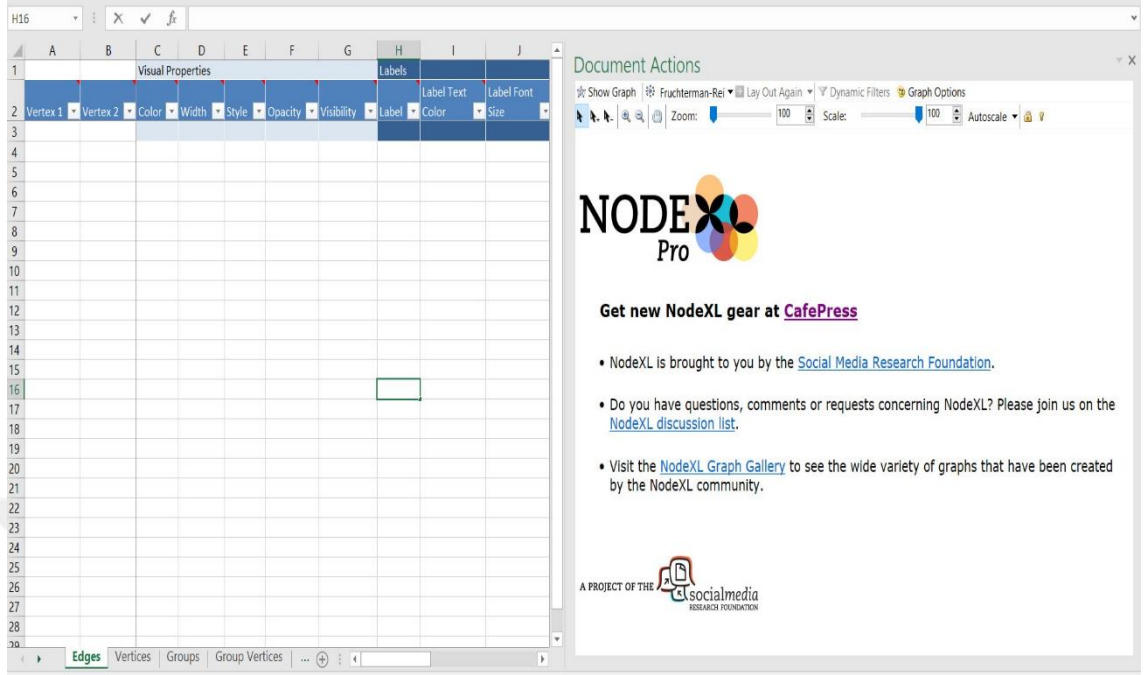 H16
fx
A B C D E F G H I J
1 Visual Properties Labels
2 Vertex 1 Vertex 2 Color Width Style Opacity Visibility Label Label Text Color Label Font Size
3
4
5
6
7
8
9
10
11
12
13
14
15
16
17
18
19
20
21
22
23
24
25
26
27
28
29
Edges Vertices Groups Group Vertices ...
Document Actions
Show Graph Fruchterman-Rei Lay Out Again Dynamic Filters Graph Options
Zoom: 100 Scale: 100 Autoscale
NODEXL
Pro
Get new NodeXL gear at CafePress
• NodeXL is brought to you by the Social Media Research Foundation.
• Do you have questions, comments or requests concerning NodeXL? Please join us on the
NodeXL discussion list.
• Visit the NodeXL Graph Gallery to see the wide variety of graphs that have been created
by the NodeXL community.
A PROJECT OF THE socialmedia
RESEARCH FOUNDATION